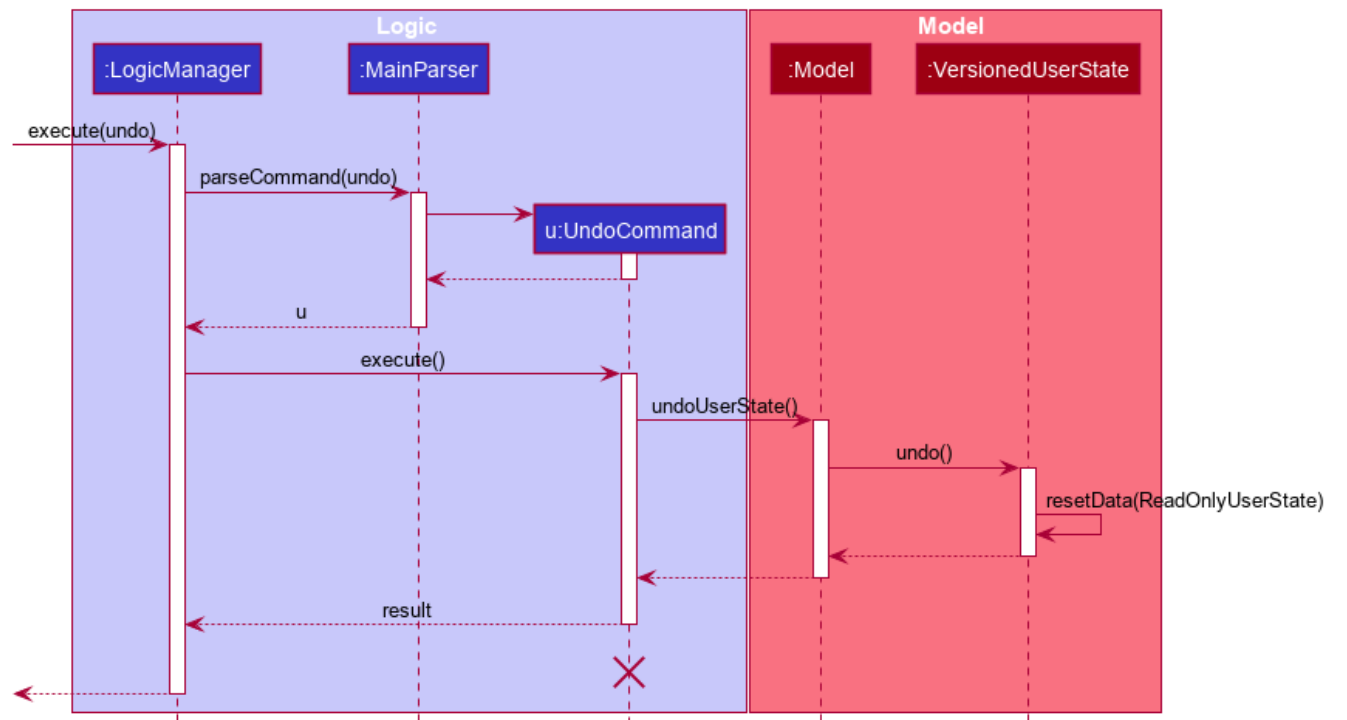 Logic
Model
:LogicManager
:MainParser
:Model
:VersionedUserState
execute(undo)
parseCommand(undo)
u:UndoCommand
u
execute()
undoUserState()
undo()
resetData(ReadOnlyUserState)
result